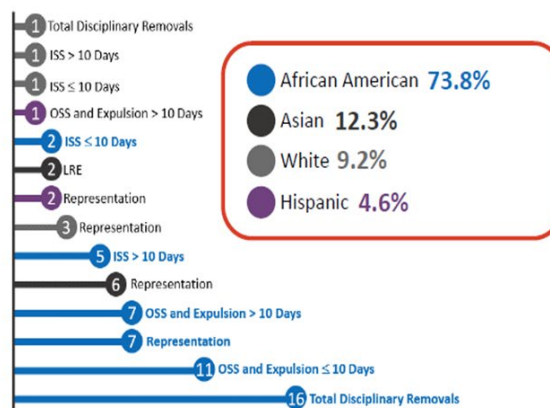 1 Total Disciplinary Removals
1 ISS > 10 Days
1 ISS ≤ 10 Days
1 OSS and Expulsion > 10 Days
2 ISS ≤ 10 Days
2 LRE
2 Representation
3 Representation
5 ISS > 10 Days
6 Representation
7 OSS and Expulsion > 10 Days
7 Representation
11 OSS and Expulsion ≤ 10 Days
16 Total Disciplinary Removals
African American 73.8%
Asian 12.3%
White 9.2%
Hispanic 4.6%